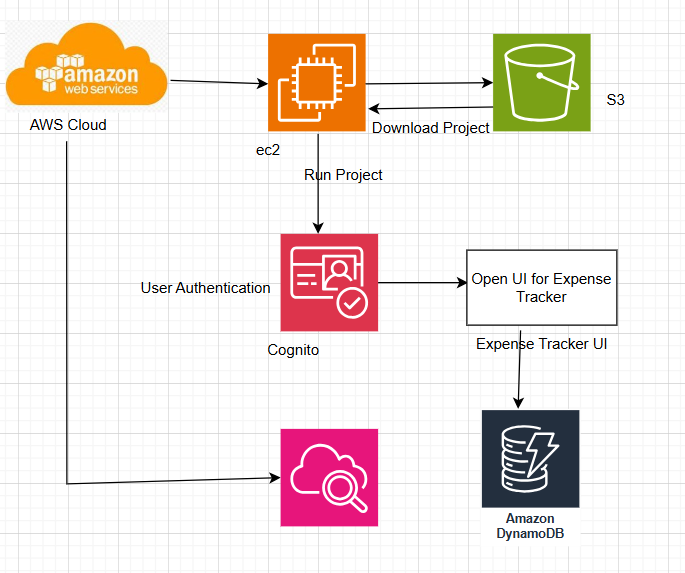 amazon
web services
AWS Cloud
S3
Download Project
ec2
Run Project
User Authentication
Open UI for Expense
Tracker
Cognito
Expense Tracker UI
Amazon
DynamoDB